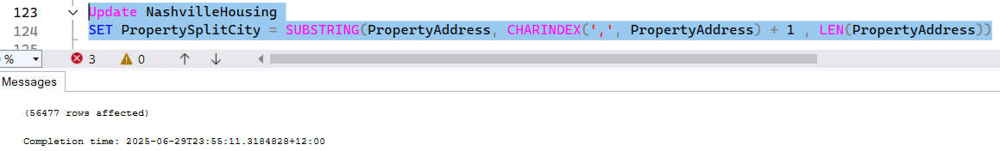 123 Update NashvilleHousing
124 SET PropertySplitCity = SUBSTRING(PropertyAddress, CHARINDEX(',', PropertyAddress) + 1 , LEN(PropertyAddress))
125
% 3 0
Messages
(56477 rows affected)
Completion time: 2025-06-29T23:55:11.3184828+12:00